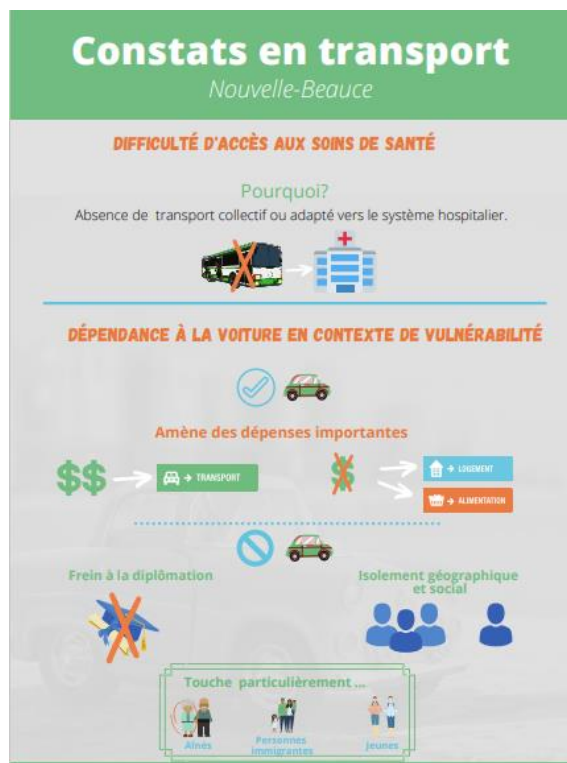 Constats en transport
Nouvelle-Beauce
DIFFICULTÉ D'ACCÈS AUX SOINS DE SANTÉ
Pourquoi?
Absence de transport collectif ou adapté vers le système hospitalier.
DÉPENDANCE À LA VOITURE EN CONTEXTE DE VULNÉRABILITÉ
Amène des dépenses importantes
$$ → TRANSPORT
$ → LOGEMENT
→ ALIMENTATION
Frein à la diplômation
Isolement géographique
et social
Touche particulièrement ...
Aînés
Personnes
immigrantes
Jeunes